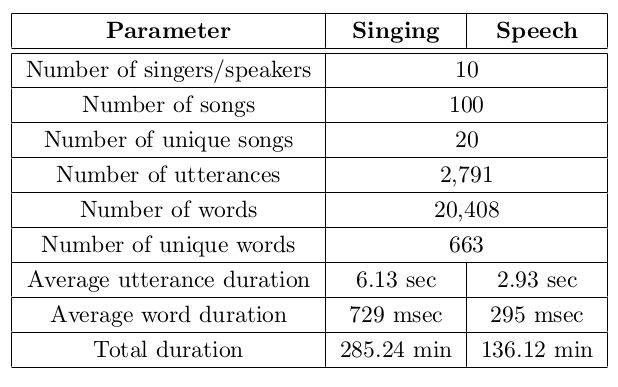 Parameter Singing Speech
Number of singers/speakers 10
Number of songs 100
Number of unique songs 20
Number of utterances 2,791
Number of words 20,408
Number of unique words 663
Average utterance duration 6.13 sec 2.93 sec
Average word duration 729 msec 295 msec
Total duration 285.24 min 136.12 min